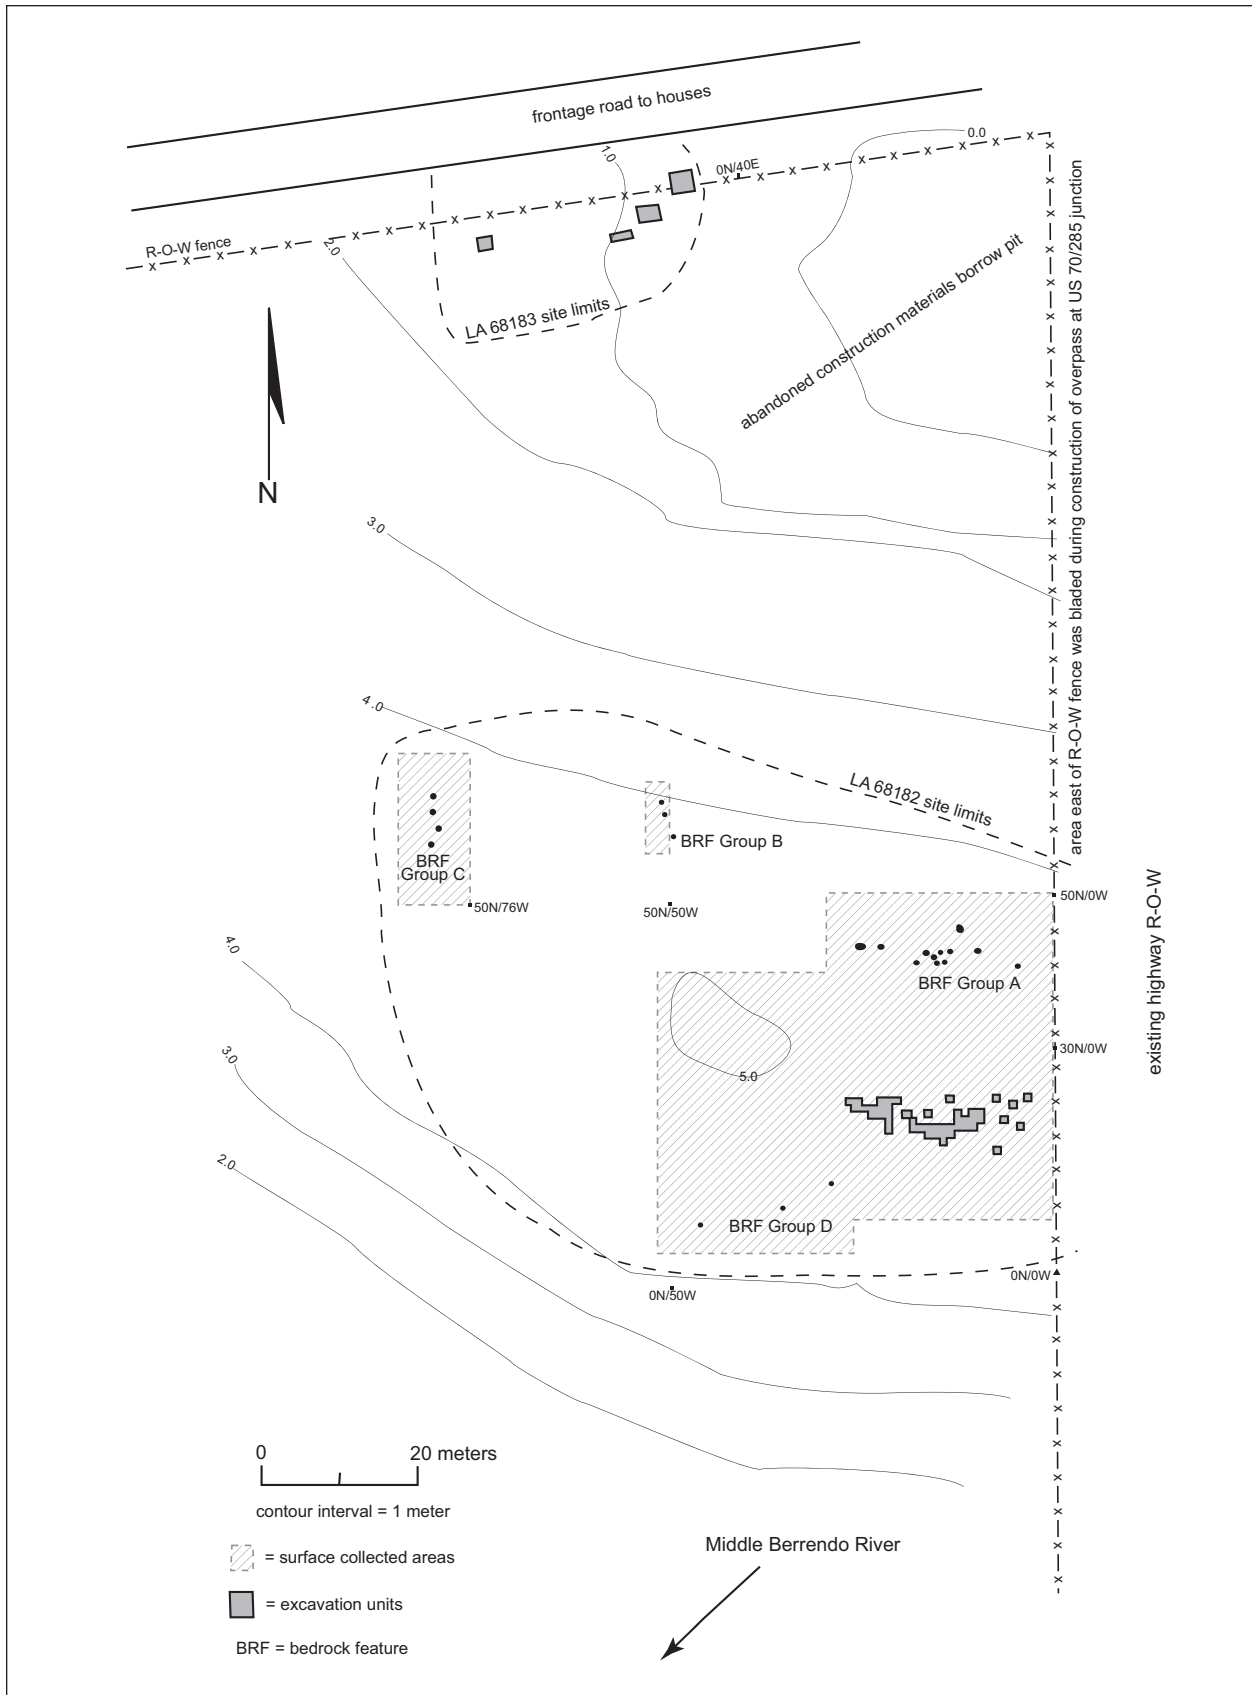 frontage road to houses
0.0
1.0
0N/40E
R-O-W fence
2.0
LA 68183 site limits
abandoned construction materials borrow pit
area east of R-O-W fence was bladed during construction of overpass at US 70/285 junction
N
3.0
4.0
LA 68182 site limits
BRF Group B
BRF
Group C
50N/76W
50N/50W
50N/0W
existing highway R-O-W
4.0
BRF Group A
3.0
30N/0W
5.0
2.0
BRF Group D
0N/0W
0N/50W
0 20 meters
contour interval = 1 meter
= surface collected areas
= excavation units
BRF = bedrock feature
Middle Berrendo River